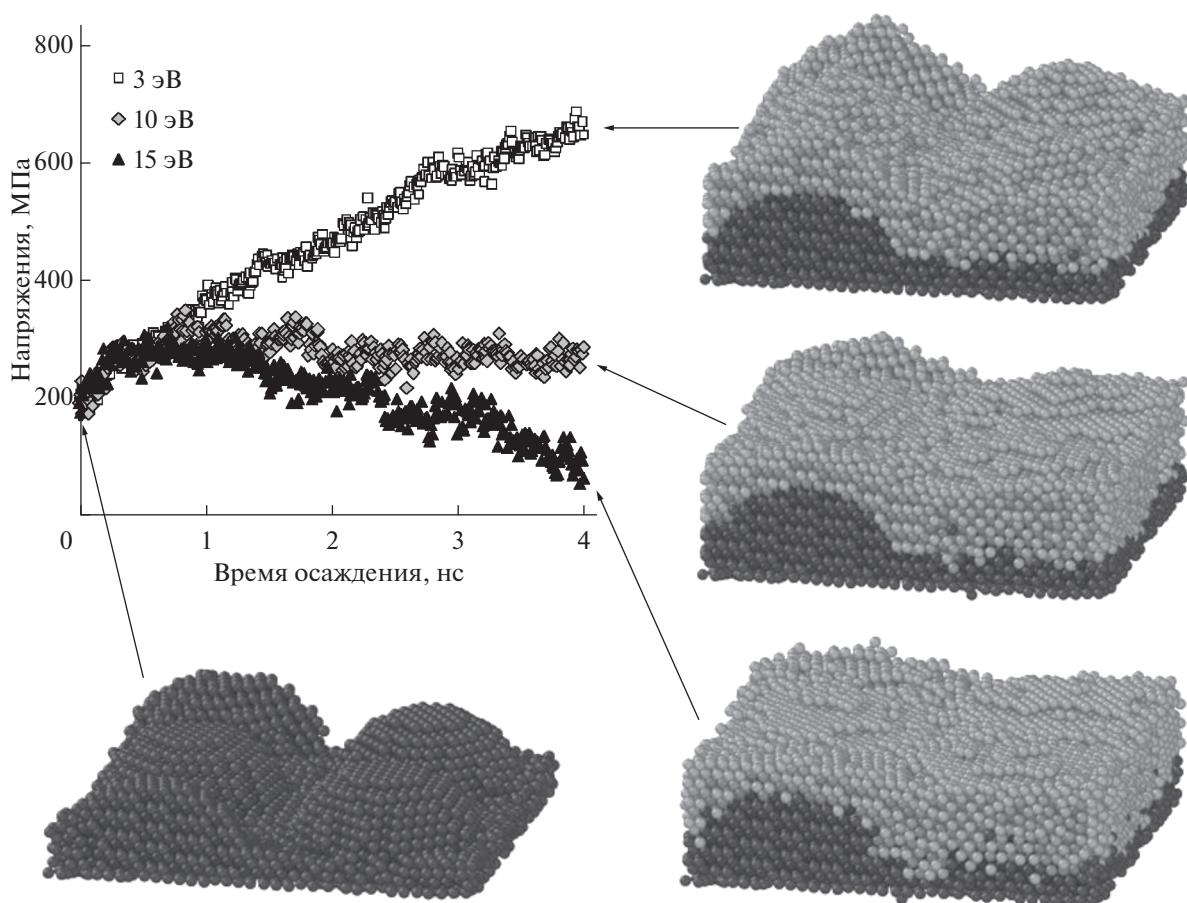 800
3 эВ
10 эВ
15 эВ
600
Напряжения, МПа
400
200
0 1 2 3 4
Время осаждения, нс